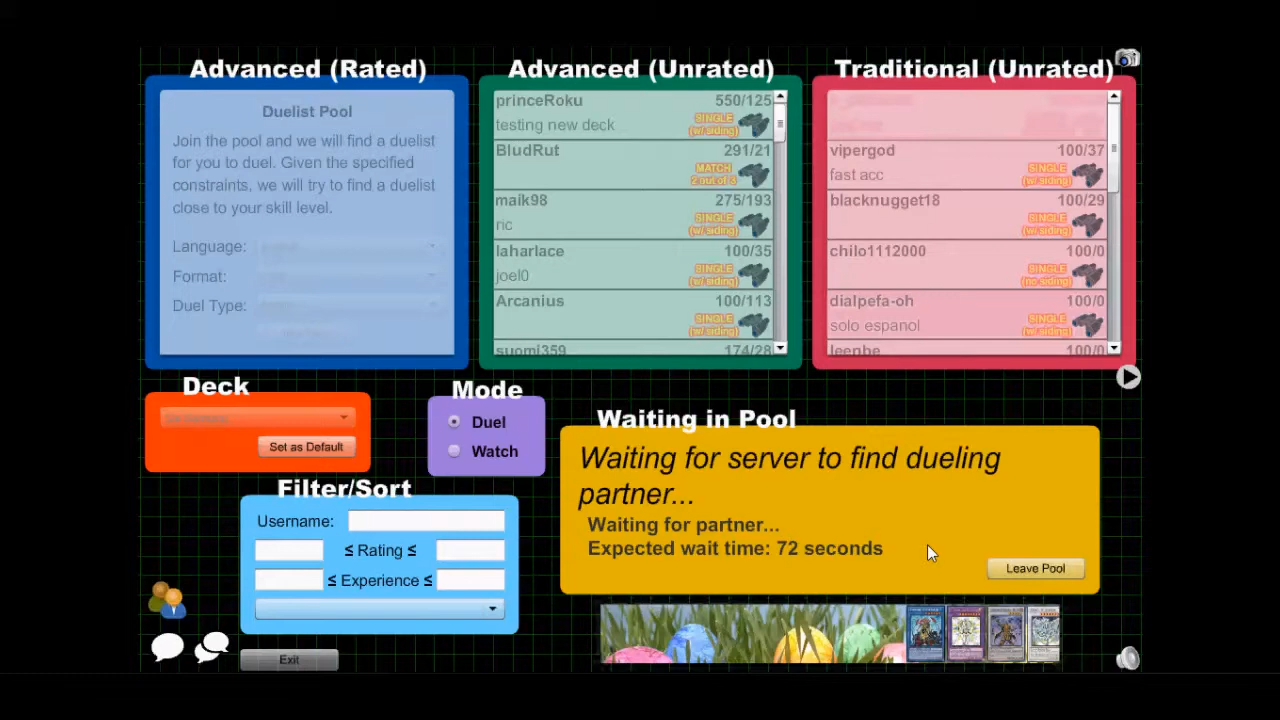 Advanced (Rated)
Duelist Pool
Join the pool and we will find a duelist
for you to duel. Given the specified
constraints, we will try to find a duelist
close to your skill level.
Language:
Format:
Duel Type:
Advanced (Unrated)
princeRoku 550/125
testing new deck SINGLE
(w/ siding)
BludRut 291/21
MATCH
2 out of 3
maik98 275/193
ric SINGLE
(w/ siding)
laharlace 100/35
joel0 SINGLE
(w/ siding)
Arcanius 100/113
SINGLE
(w/ siding)
suomi359 174/28
Traditional (Unrated)
vipergod 100/37
fast acc SINGLE
(w/ siding)
blacknugget18 100/29
SINGLE
(w/ siding)
chilo1112000 100/0
SINGLE
(no siding)
dialpefa-oh 100/0
solo espanol SINGLE
(w/ siding)
leenbe 100/0
Deck
Set as Default
Mode
Duel
Watch
Filter/Sort
Username:
≤ Rating ≤
≤ Experience ≤
Exit
Waiting in Pool
Waiting for server to find dueling
partner...
Waiting for partner...
Expected wait time: 72 seconds
Leave Pool